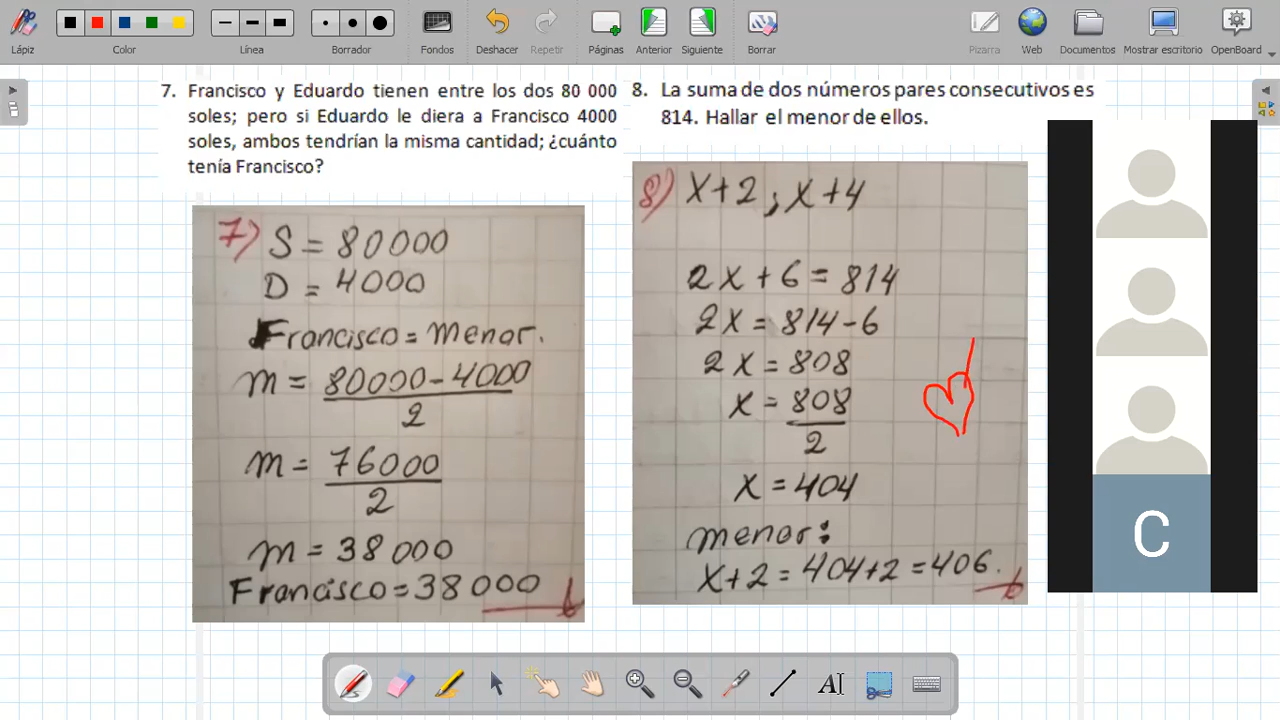 Lápiz
Color
Línea
Borrador
Fondos
Deshacer
Repetir
Páginas
Anterior
Siguiente
Borrar
Pizarra
Web
Documentos
Mostrar escritorio
OpenBoard
7. Francisco y Eduardo tienen entre los dos 80 000
soles; pero si Eduardo le diera a Francisco 4000
soles, ambos tendrían la misma cantidad; ¿cuánto
tenía Francisco?
7) S = 80000
D = 4000
Francisco = menor.
m = 80000-4000
2
m = 76000
2
m = 38 000
Francisco = 38 000
8. La suma de dos números pares consecutivos es
814. Hallar el menor de ellos.
8) X+2 ; X+4
2X + 6 = 814
2X = 814-6
2X = 808
X = 808
2
X = 404
menor:
X+2 = 404+2 = 406.
C
AI